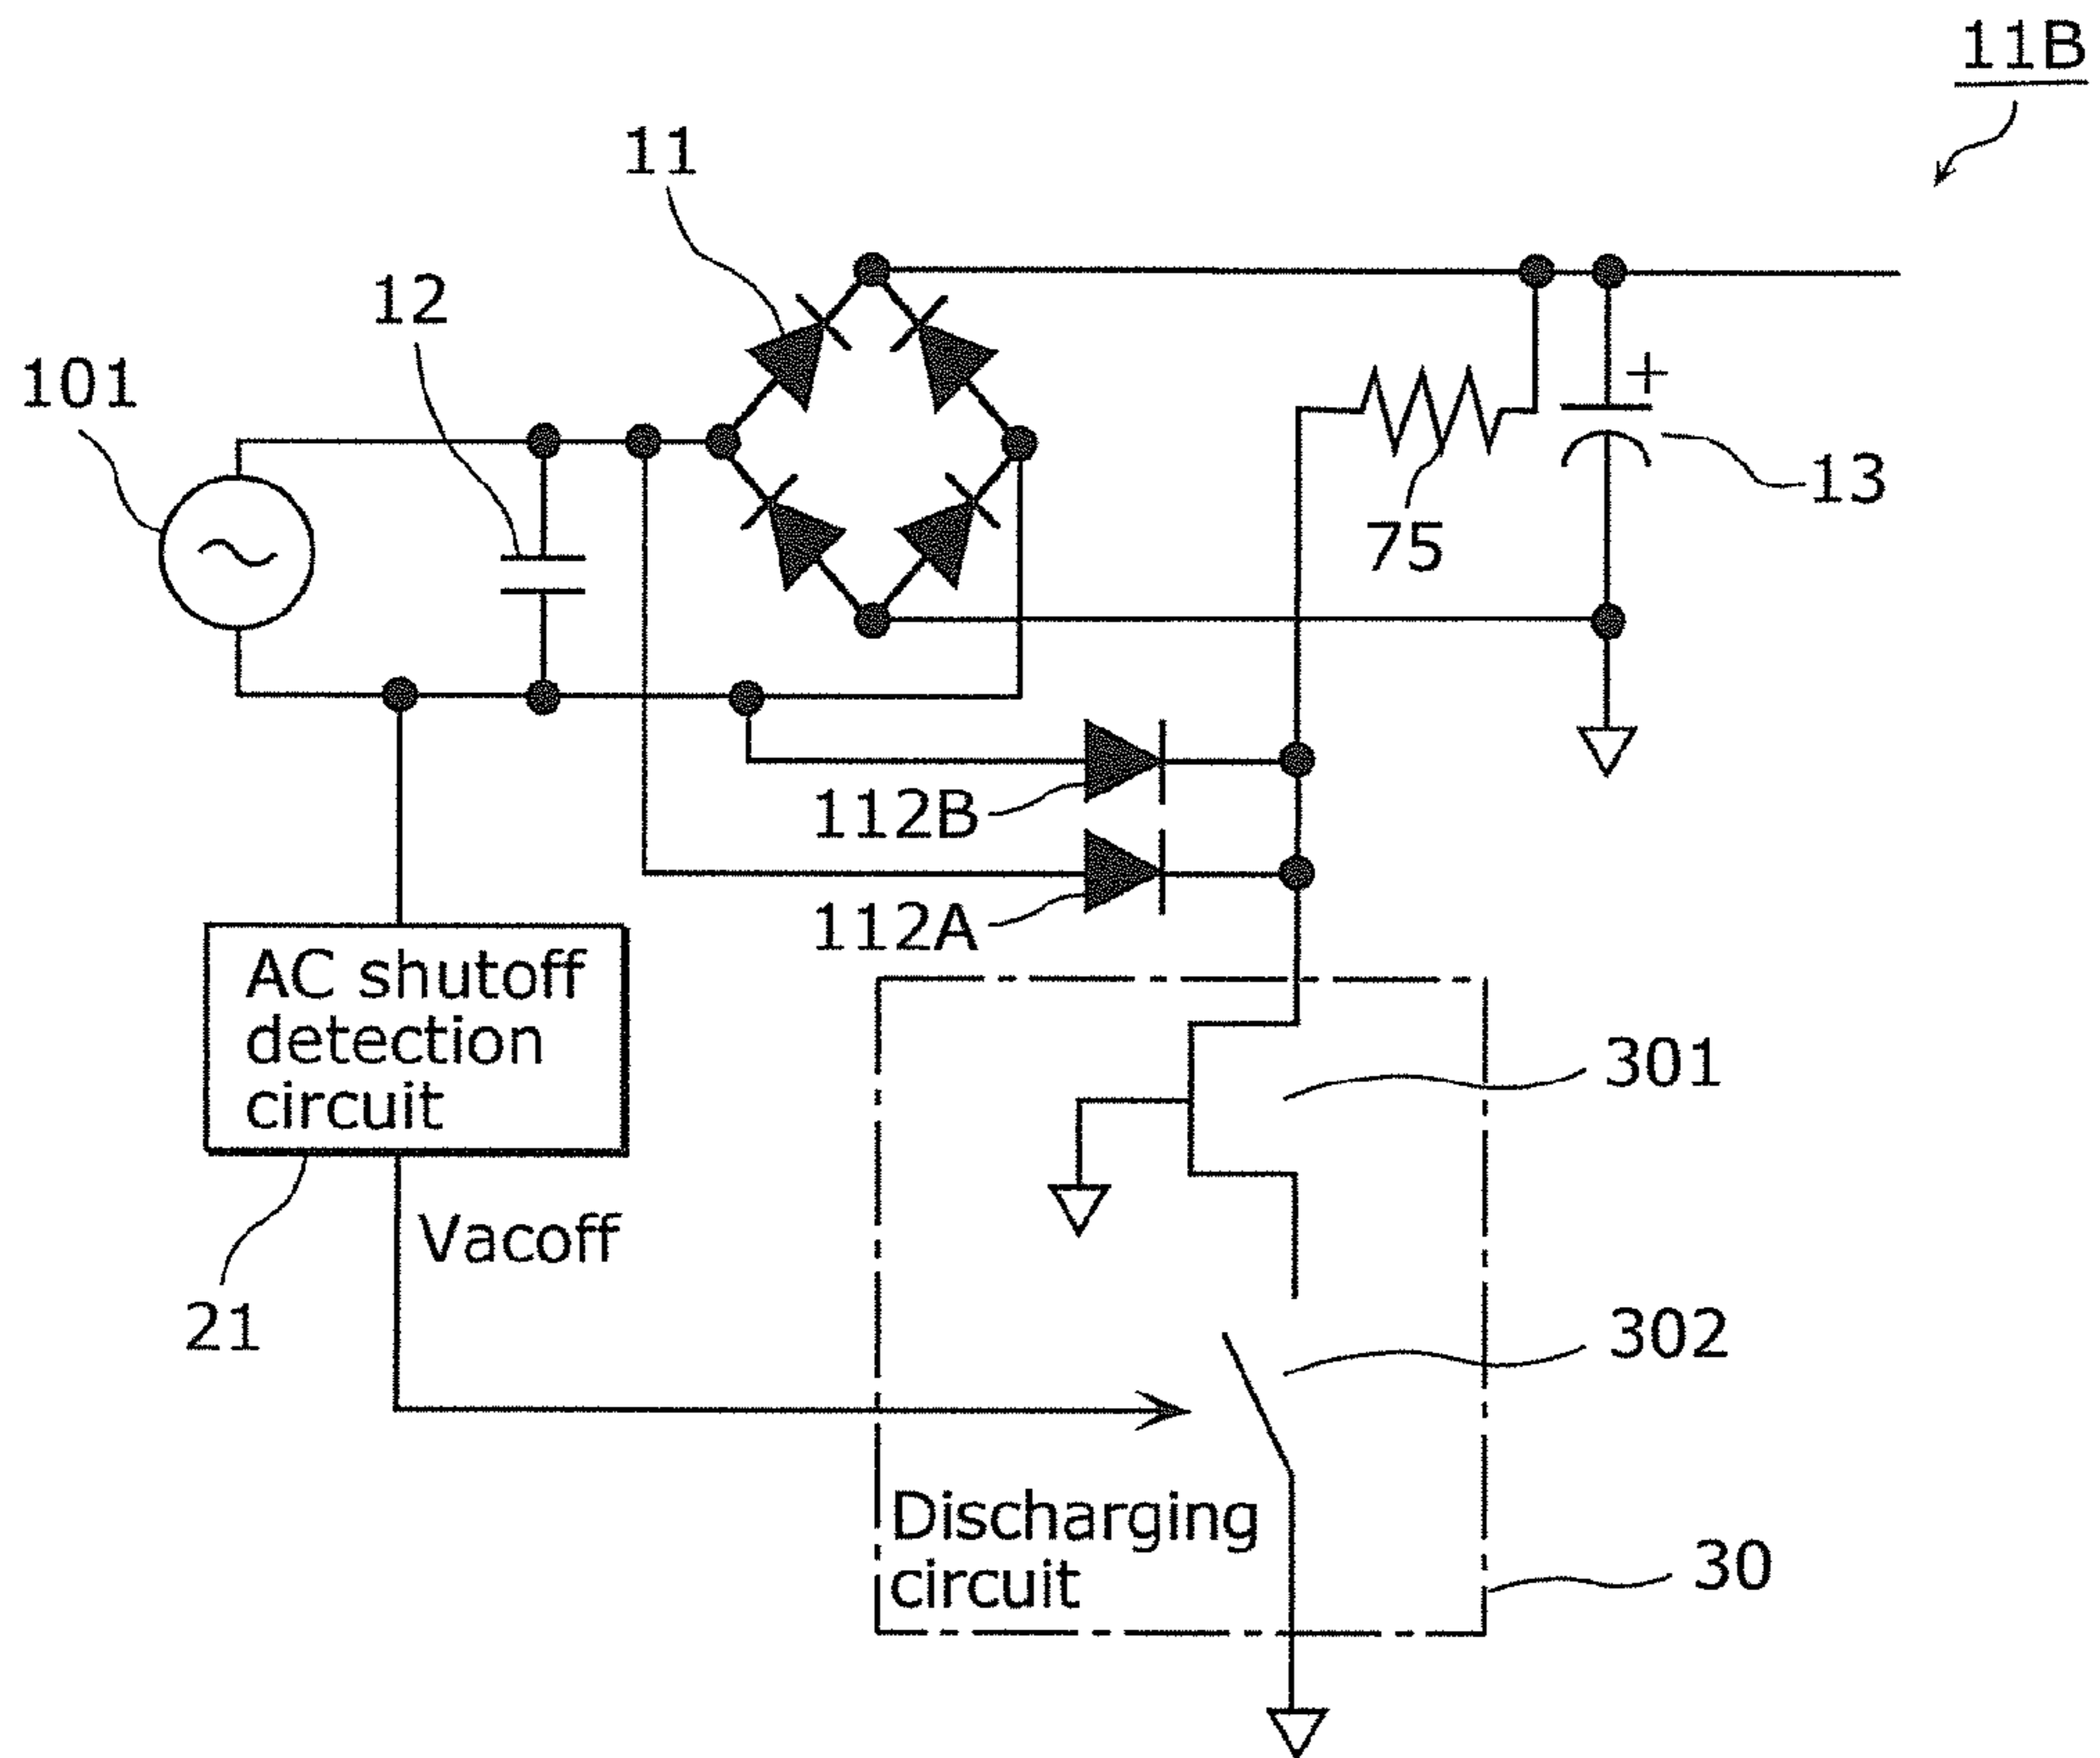 11B
11
12
101
13
75
112B
112A
AC shutoff
detection
circuit
301
Vacoff
21
302
Discharging
circuit
30